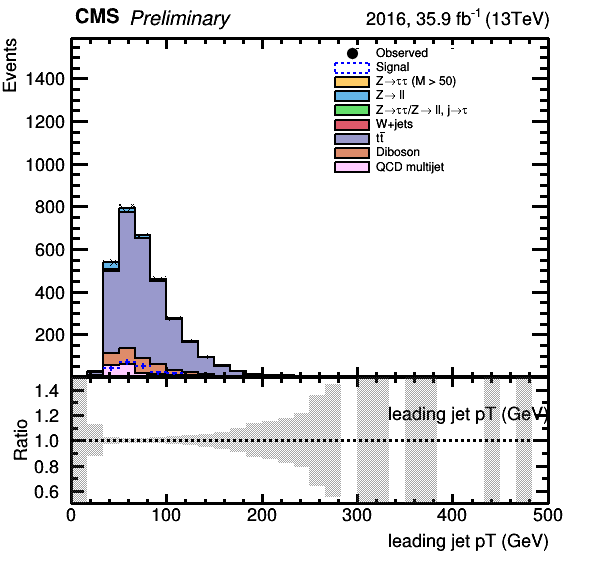 CMS Preliminary 2016, 35.9 fb⁻¹ (13TeV)
Events
1400
1200
1000
800
600
400
200
Observed
Signal
Z→ττ (M > 50)
Z→ ll
Z→ττ/Z→ ll, j→τ
W+jets
tt̄
Diboson
QCD multijet
Ratio
1.4
1.2
1.0
0.8
0.6
leading jet pT (GeV)
0 100 200 300 400 500
leading jet pT (GeV)